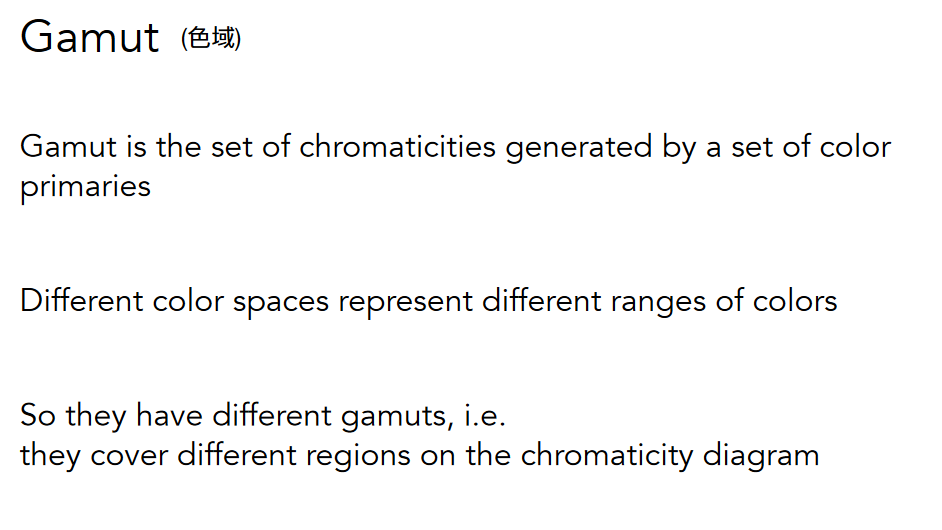 Gamut (色域)
Gamut is the set of chromaticities generated by a set of color
primaries
Different color spaces represent different ranges of colors
So they have different gamuts, i.e.
they cover different regions on the chromaticity diagram